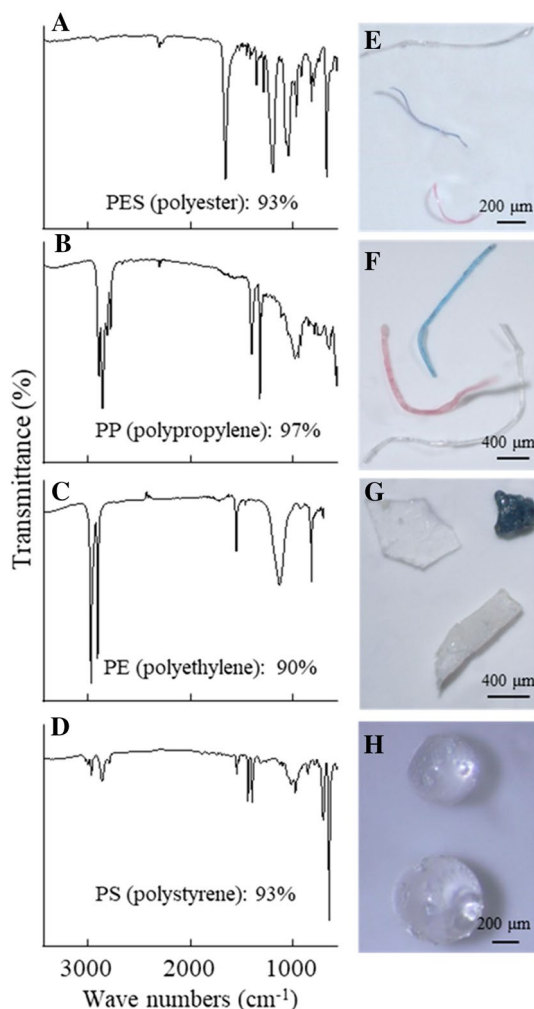 A
PES (polyester): 93%
B
PP (polypropylene): 97%
C
PE (polyethylene): 90%
D
PS (polystyrene): 93%
Transmittance (%)
3000 2000 1000
Wave numbers (cm⁻¹)
E
200 μm
F
400 μm
G
400 μm
H
200 μm